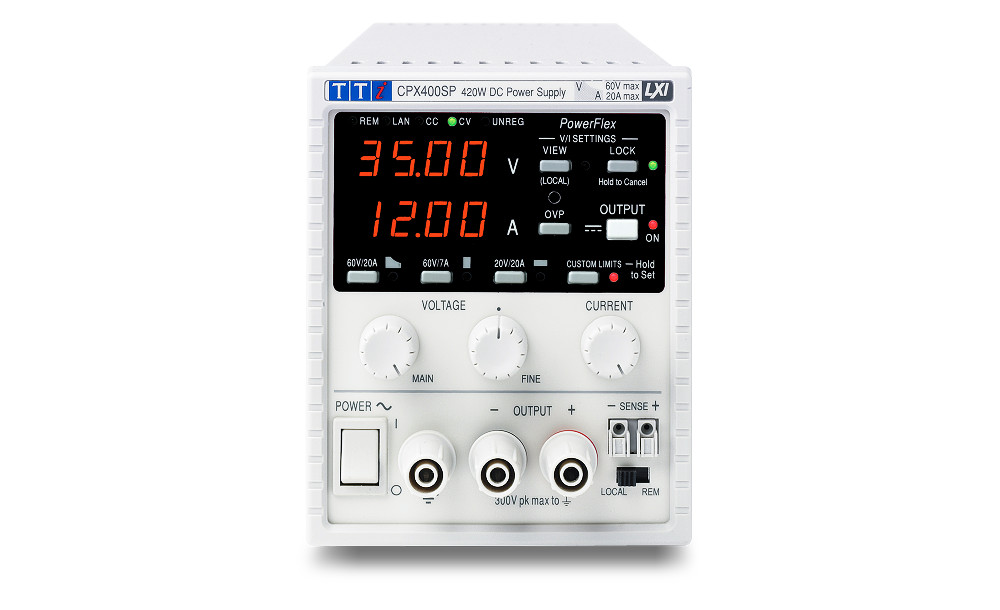 TTi CPX400SP 420W DC Power Supply V 60V max A 20A max LXI
REM LAN CC CV UNREG PowerFlex
V/I SETTINGS
VIEW LOCK
35.00 V
(LOCAL) Hold to Cancel
OVP OUTPUT
12.00 A
ON
60V/20A 60V/7A 20V/20A CUSTOM LIMITS – Hold to Set
VOLTAGE CURRENT
MAIN FINE
POWER – OUTPUT + – SENSE +
I
O
LOCAL REM
300V pk max to